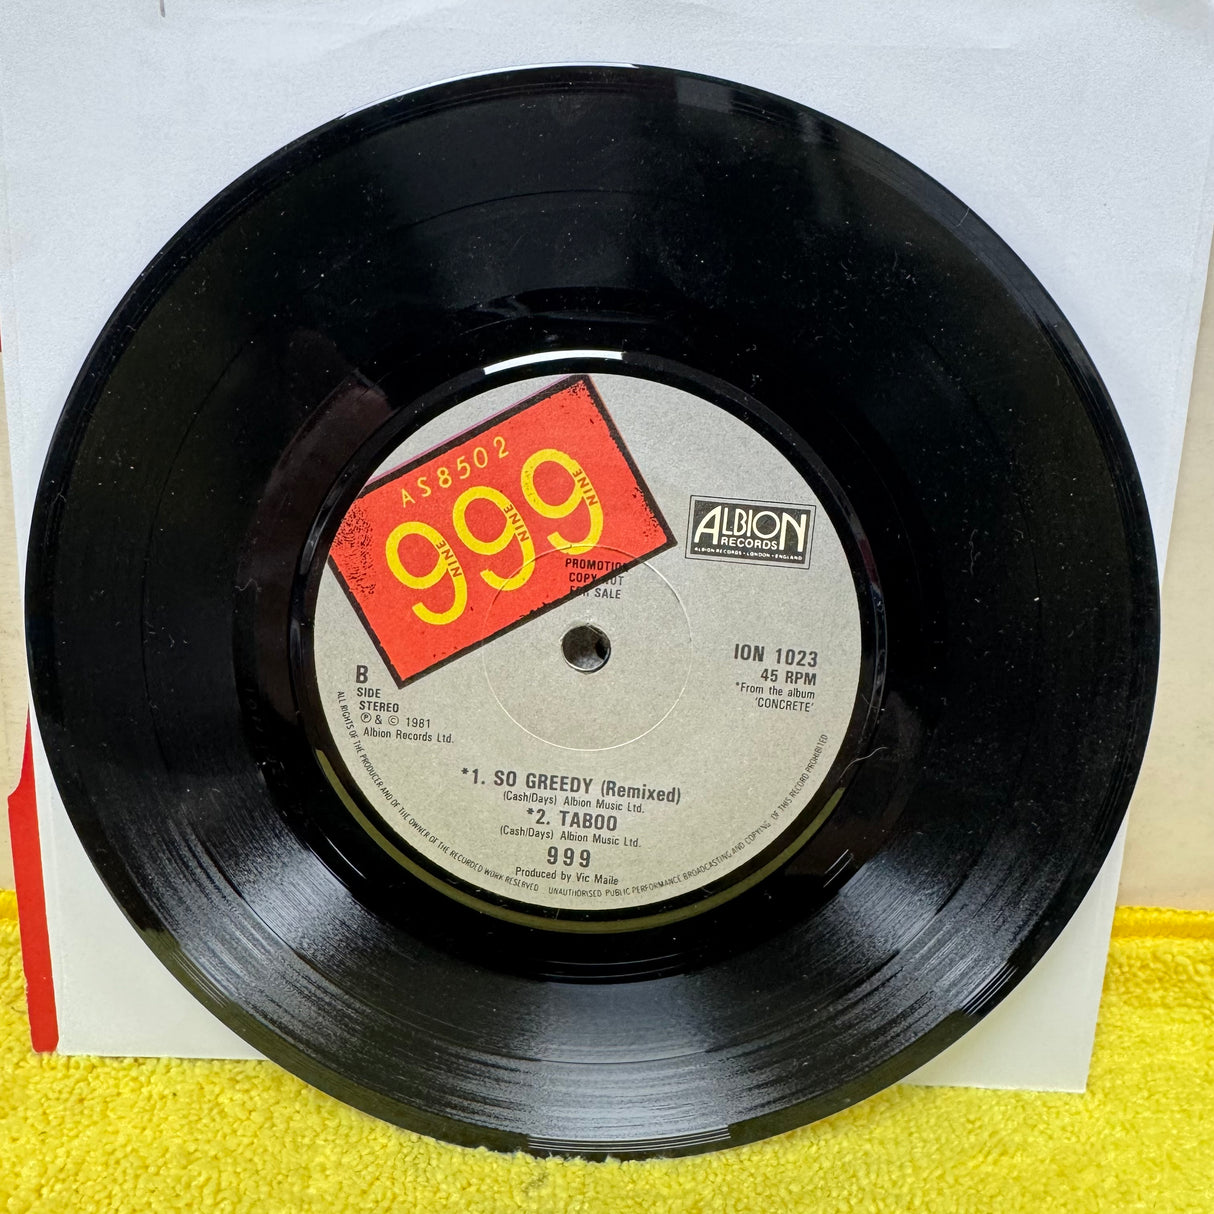 AS8502
999
NINE NINE NINE
PROMOTION
COPY NOT
FOR SALE
ALBION
RECORDS
ALBION RECORDS • LONDON • ENGLAND
ION 1023
45 RPM
*From the album
'CONCRETE'
B
SIDE
STEREO
℗ & © 1981
Albion Records Ltd.
*1. SO GREEDY (Remixed)
(Cash/Days) Albion Music Ltd.
*2. TABOO
(Cash/Days) Albion Music Ltd.
999
Produced by Vic Maile
ALL RIGHTS OF THE PRODUCER AND OF THE OWNER OF THE RECORDED WORK RESERVED UNAUTHORISED PUBLIC PERFORMANCE BROADCASTING AND COPYING OF THIS RECORD PROHIBITED